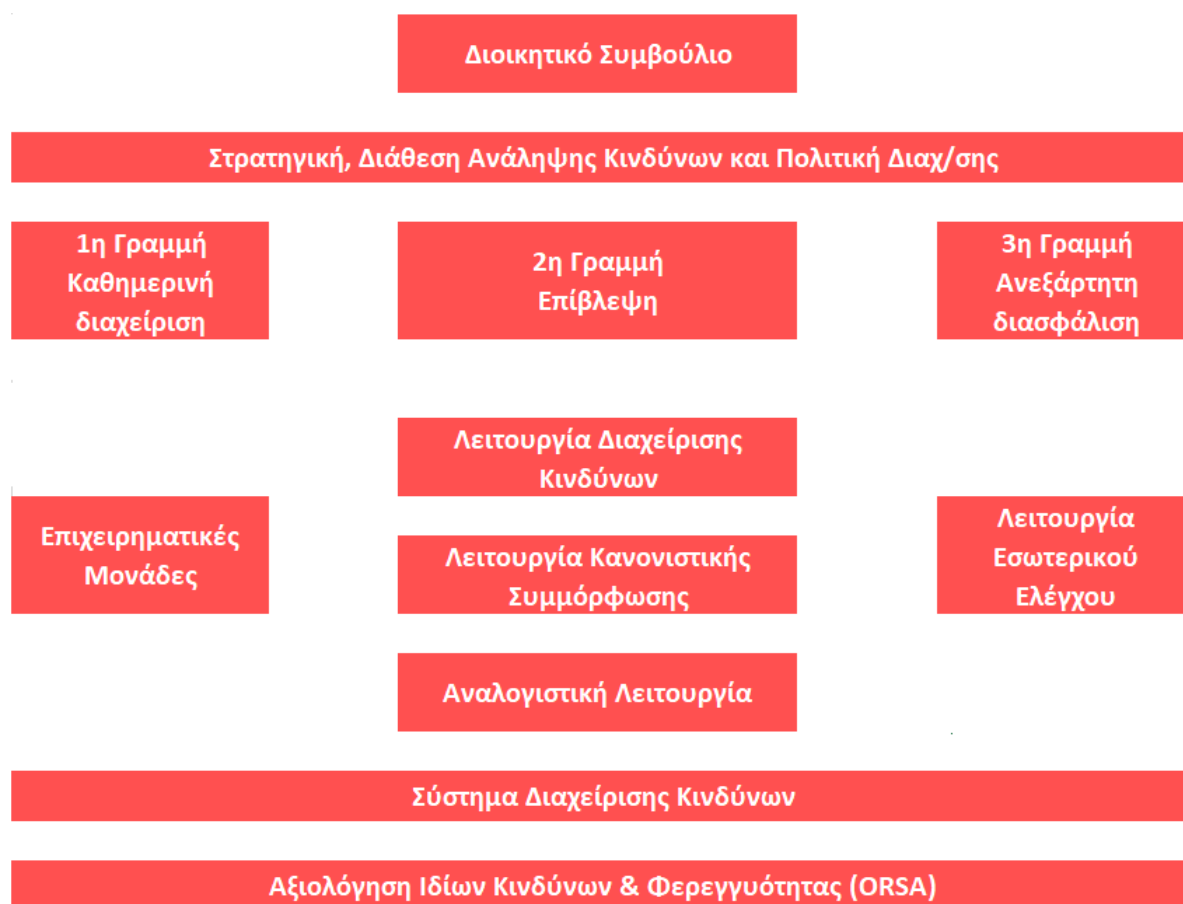 Διοικητικό Συμβούλιο
Στρατηγική, Διάθεση Ανάληψης Κινδύνων και Πολιτική Διαχ/σης
1η Γραμμή
Καθημερινή
διαχείριση
2η Γραμμή
Επίβλεψη
3η Γραμμή
Ανεξάρτητη
διασφάλιση
Επιχειρηματικές
Μονάδες
Λειτουργία Διαχείρισης
Κινδύνων
Λειτουργία Κανονιστικής
Συμμόρφωσης
Αναλογιστική Λειτουργία
Λειτουργία
Εσωτερικού
Ελέγχου
Σύστημα Διαχείρισης Κινδύνων
Αξιολόγηση Ιδίων Κινδύνων & Φερεγγυότητας (ORSA)